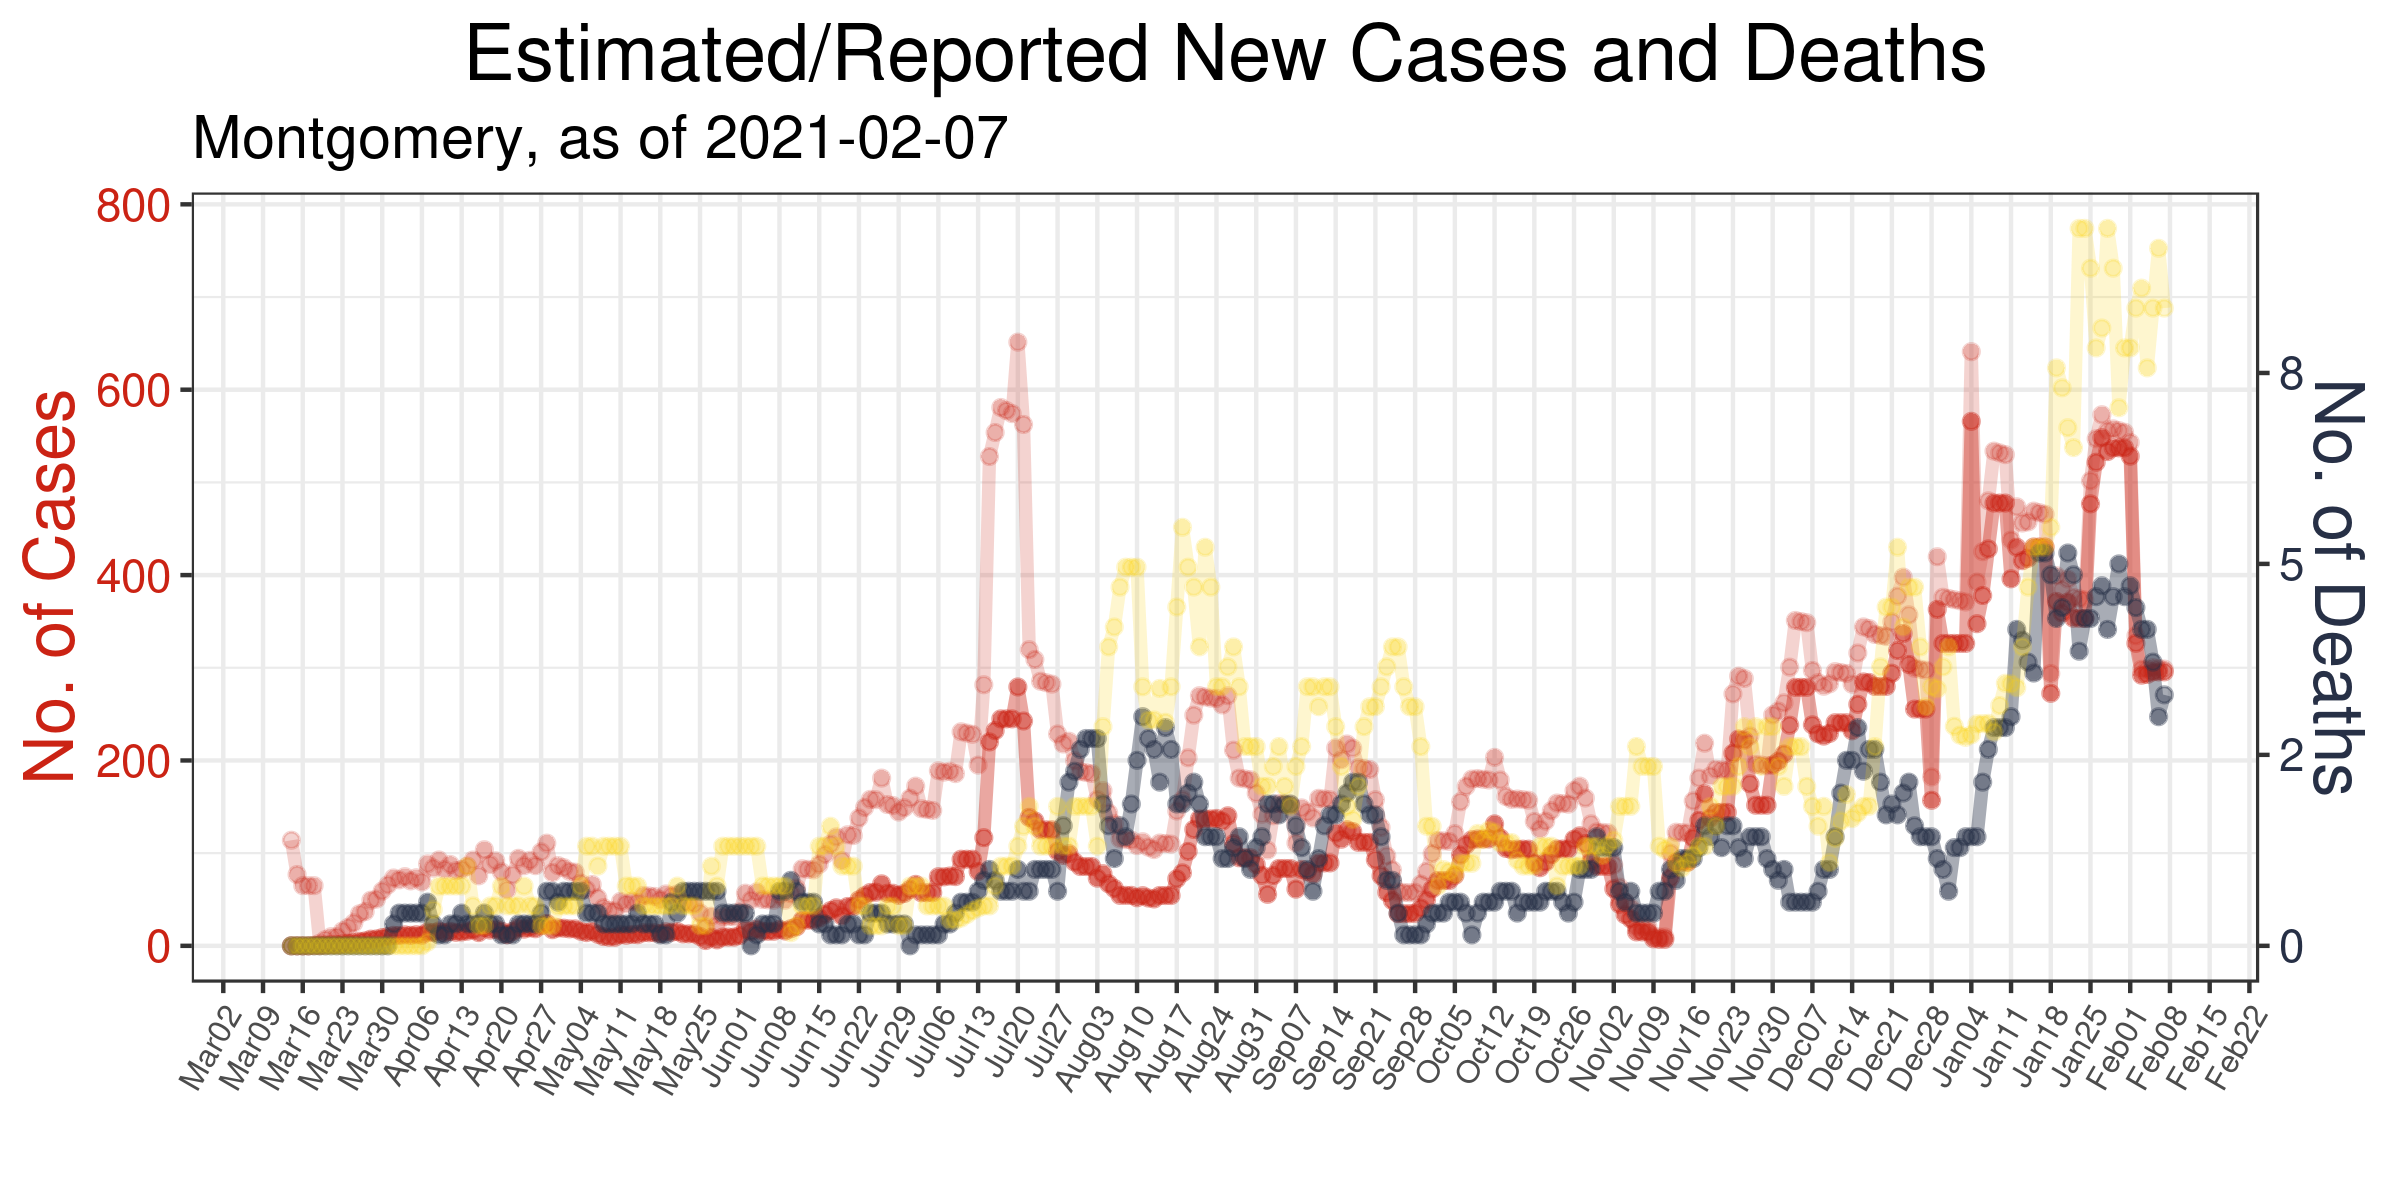 Estimated/Reported New Cases and Deaths
Montgomery, as of 2021-02-07
No. of Cases
800
600
400
200
0
8
5
2
0
No. of Deaths
Mar02
Mar09
Mar16
Mar23
Mar30
Apr06
Apr13
Apr20
Apr27
May04
May11
May18
May25
Jun01
Jun08
Jun15
Jun22
Jun29
Jul06
Jul13
Jul20
Jul27
Aug03
Aug10
Aug17
Aug24
Aug31
Sep07
Sep14
Sep21
Sep28
Oct05
Oct12
Oct19
Oct26
Nov02
Nov09
Nov16
Nov23
Nov30
Dec07
Dec14
Dec21
Dec28
Jan04
Jan11
Jan18
Jan25
Feb01
Feb08
Feb15
Feb22